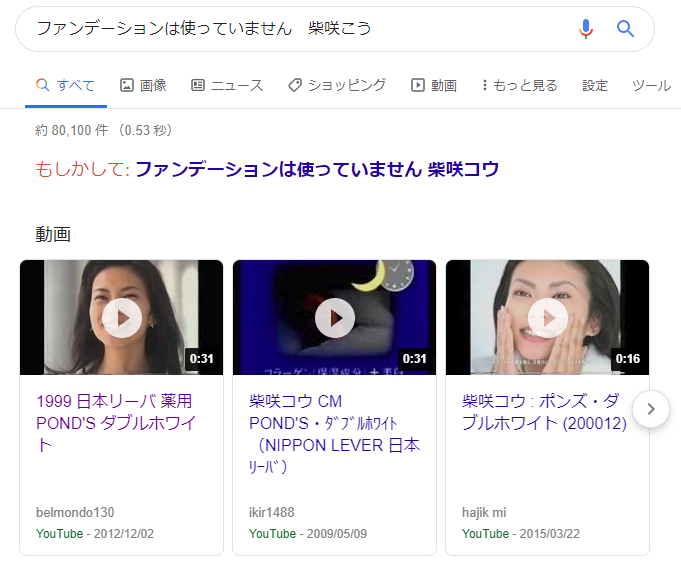 ファンデーションは使っていません　柴咲こう
すべて 画像 ニュース ショッピング 動画 もっと見る 設定 ツール
約 80,100 件 （0.53 秒）
もしかして: ファンデーションは使っていません 柴咲コウ
動画
0:31
1999 日本リーバ 薬用
POND'S ダブルホワイ
ト
belmondo130
YouTube - 2012/12/02
コラーゲン「保湿成分」+ 美白
0:31
柴咲コウ CM
POND'S・ﾀﾞﾌﾞﾙﾎﾜｲﾄ
（NIPPON LEVER 日本
ﾘｰﾊﾞ）
ikir1488
YouTube - 2009/05/09
0:16
柴咲コウ : ポンズ・ダ
ブルホワイト (200012)
hajik mi
YouTube - 2015/03/22